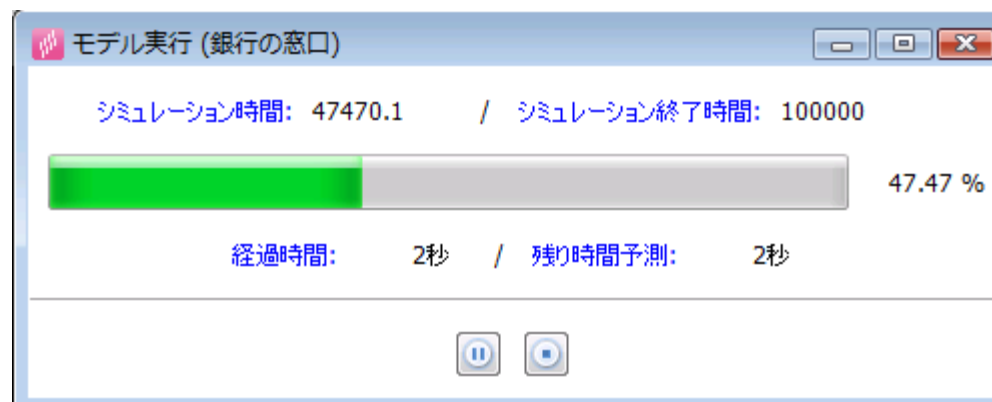 モデル実行 (銀行の窓口)
シミュレーション時間: 47470.1 / シミュレーション終了時間: 100000
47.47 %
経過時間: 2秒 / 残り時間予測: 2秒